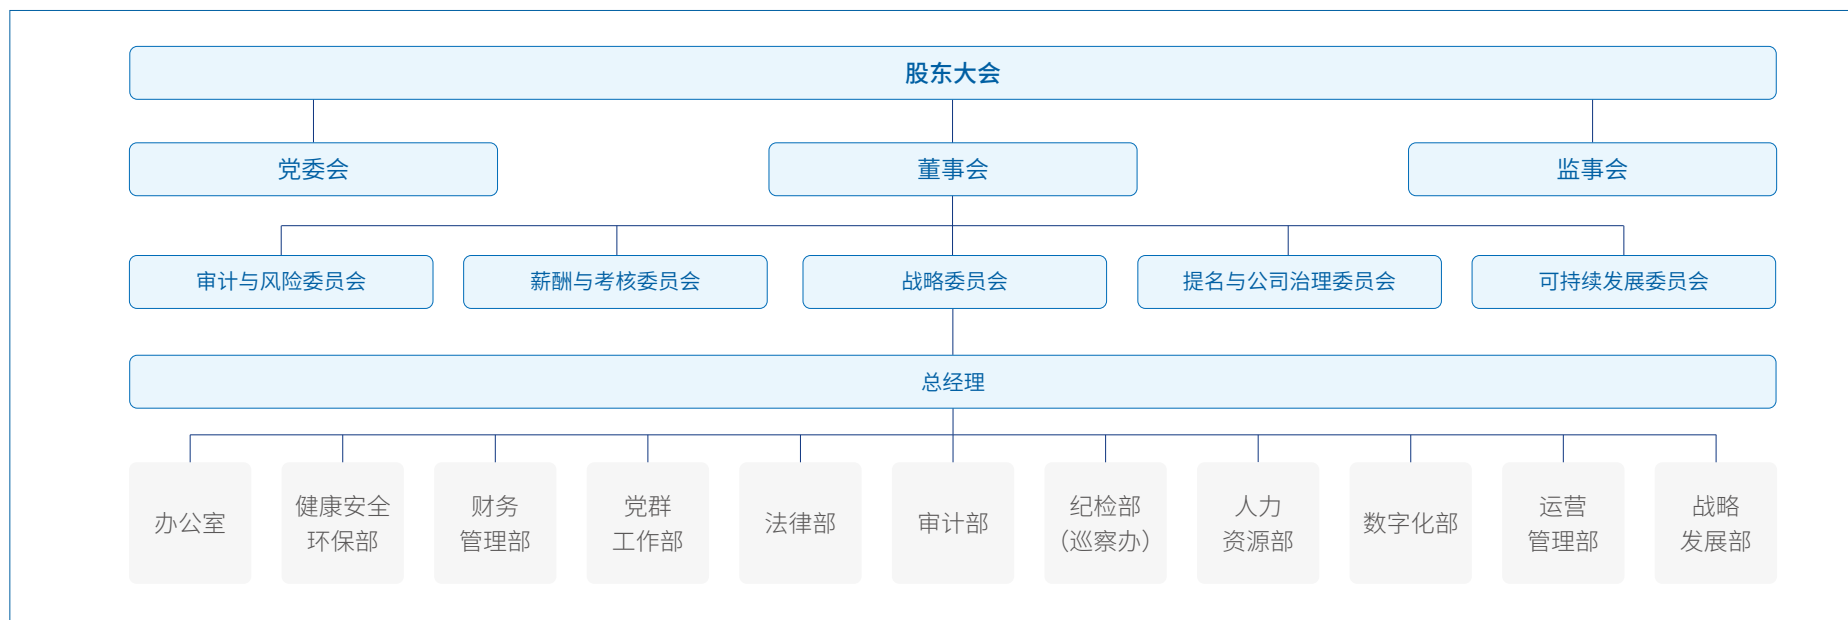 股东大会
党委会
董事会
监事会
审计与风险委员会
薪酬与考核委员会
战略委员会
提名与公司治理委员会
可持续发展委员会
总经理
办公室
健康安全
环保部
财务
管理部
党群
工作部
法律部
审计部
纪检部
（巡察办）
人力
资源部
数字化部
运营
管理部
战略
发展部